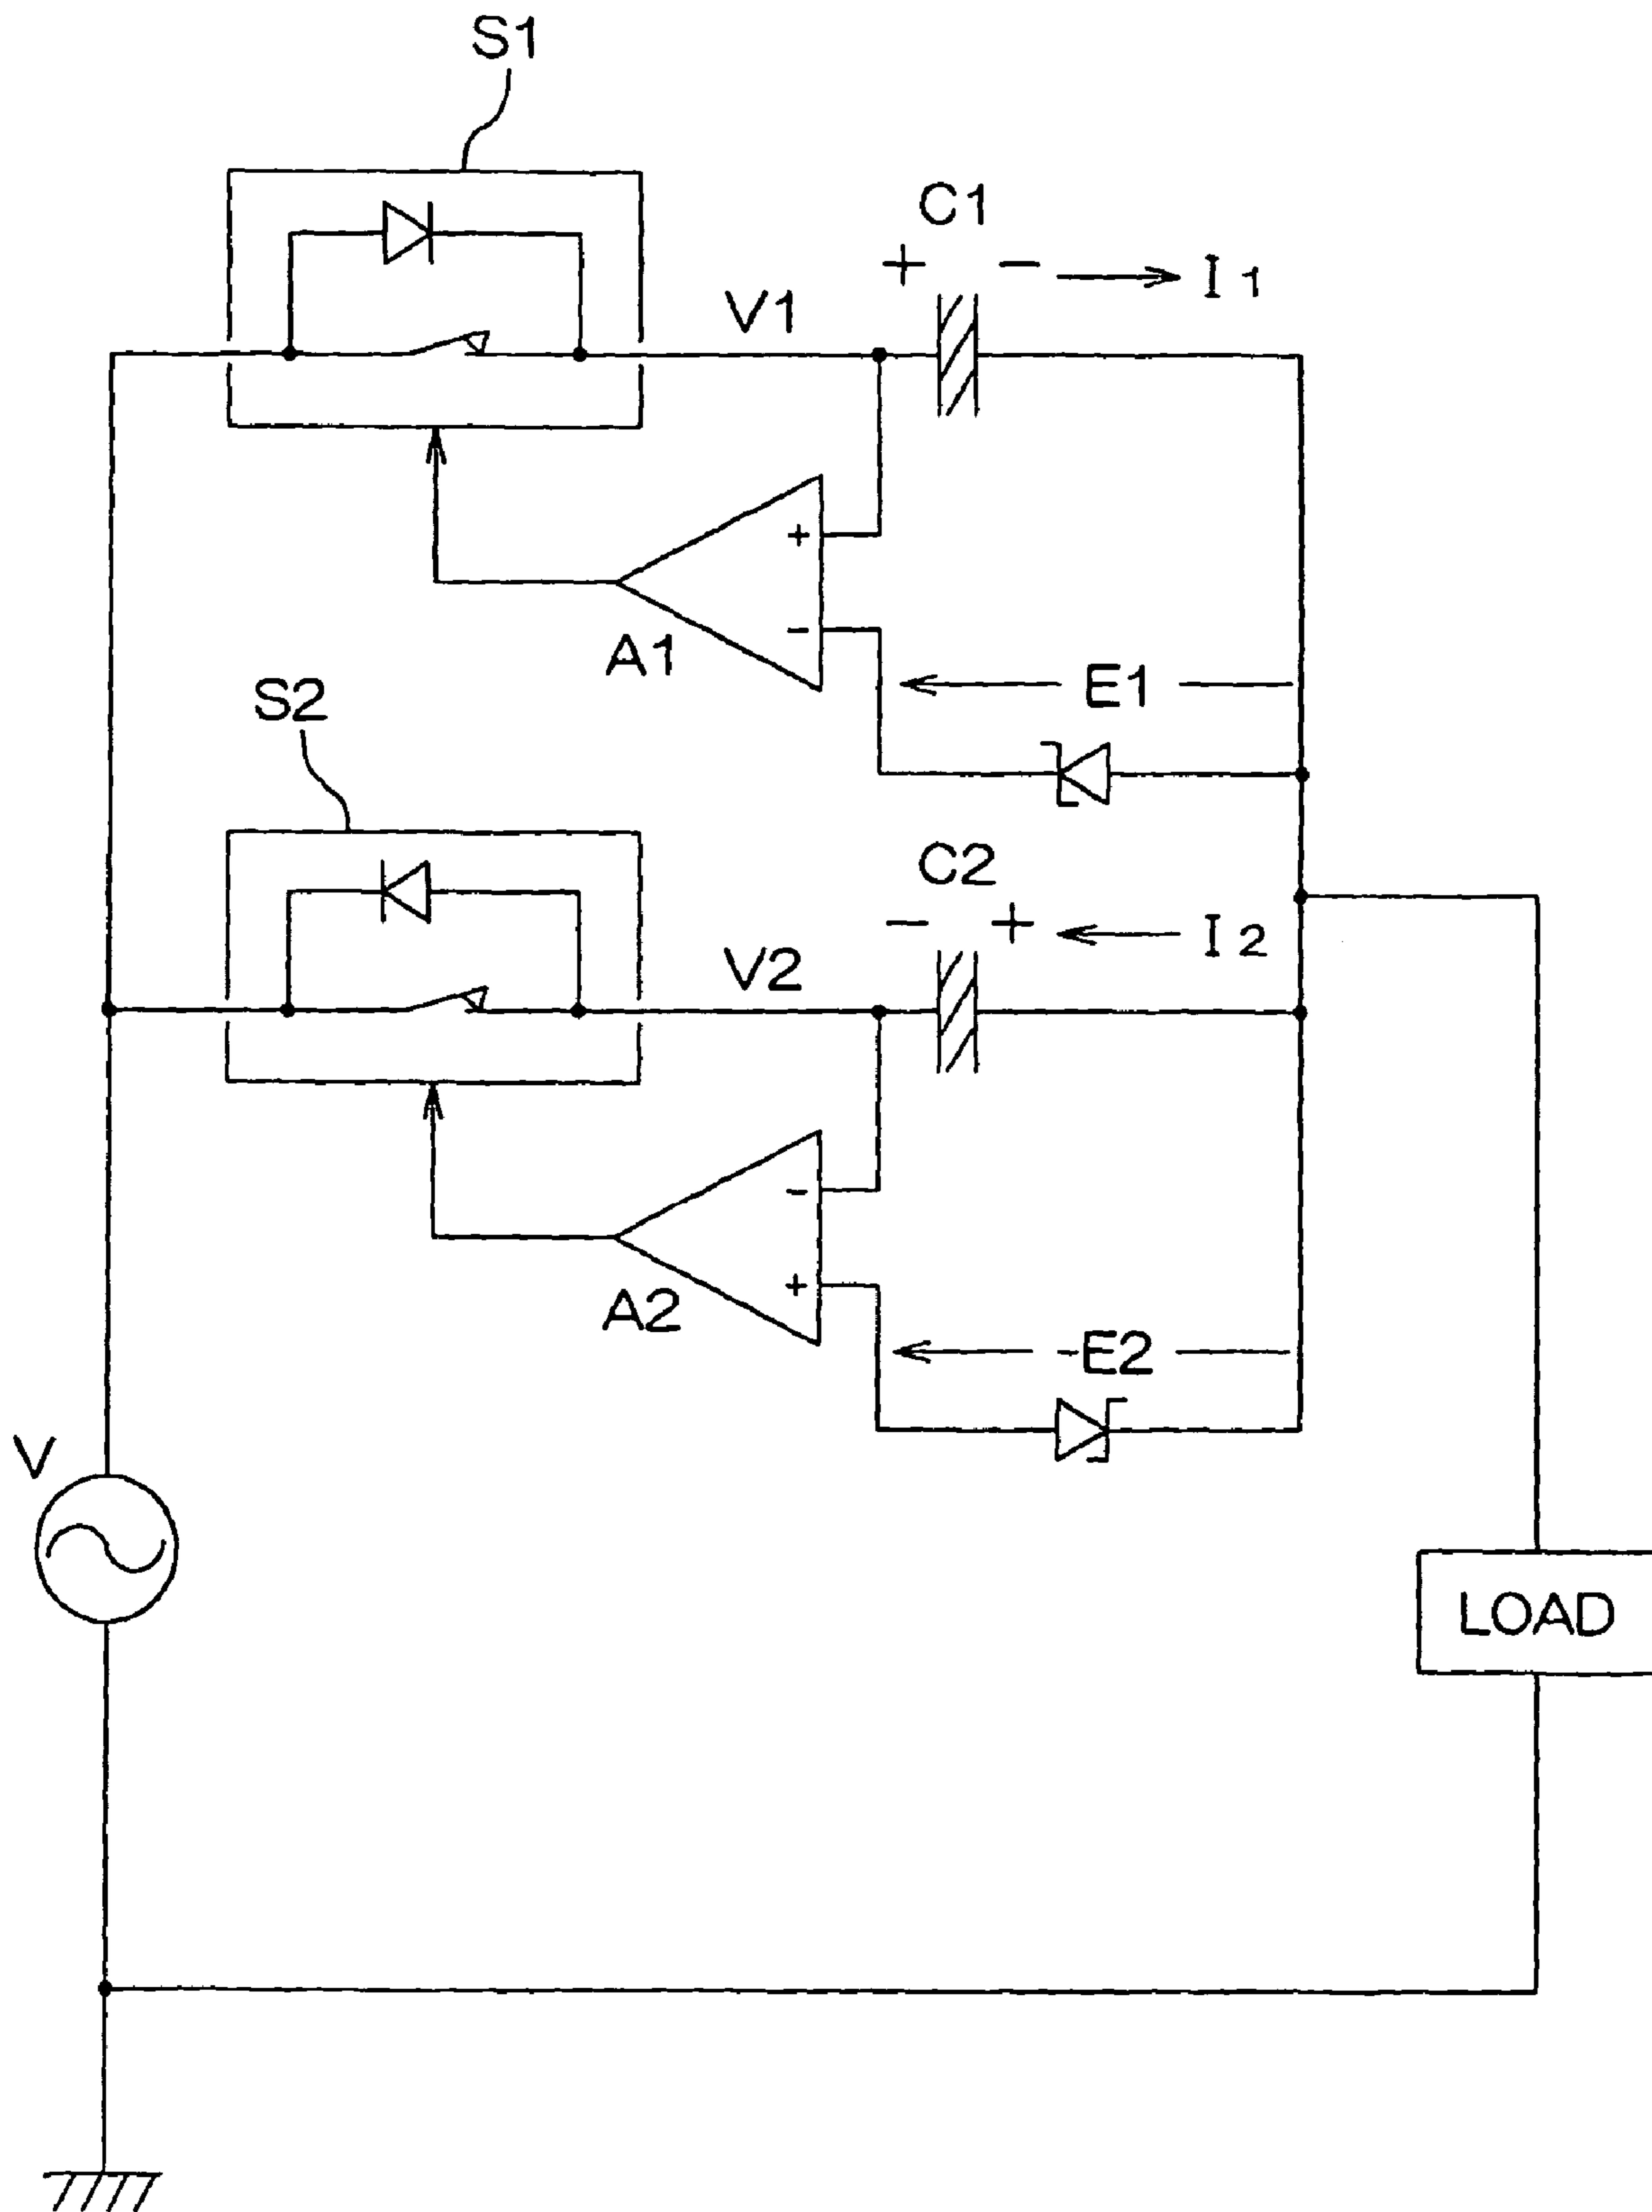 S1
C1
+ − → I1
V1
+
−
A1
E1
S2
C2
− + ← I2
V2
−
+
A2
-E2
V
LOAD